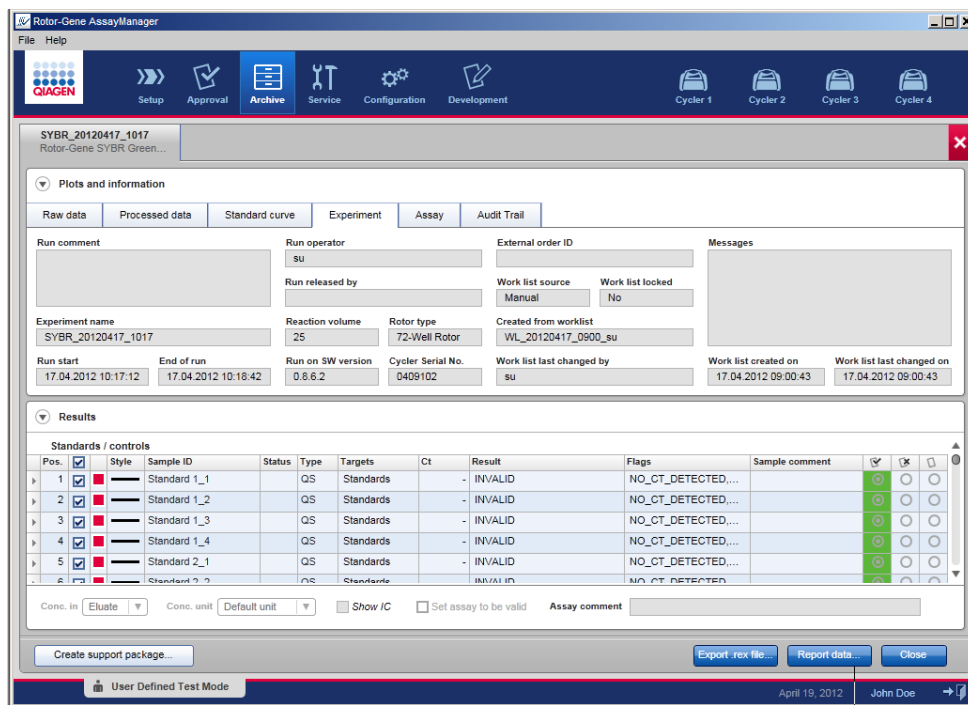 Rotor-Gene AssayManager
File Help
QIAGEN
Setup Approval Archive Service Configuration Development Cycler 1 Cycler 2 Cycler 3 Cycler 4
SYBR_20120417_1017
Rotor-Gene SYBR Green...
Plots and information
Raw data Processed data Standard curve Experiment Assay Audit Trail
Run comment Run operator External order ID Messages
su
Run released by Work list source Work list locked
Manual No
Experiment name Reaction volume Rotor type Created from worklist
SYBR_20120417_1017 25 72-Well Rotor WL_20120417_0900_su
Run start End of run Run on SW version Cycler Serial No. Work list last changed by Work list created on Work list last changed on
17.04.2012 10:17:12 17.04.2012 10:18:42 0.8.6.2 0409102 su 17.04.2012 09:00:43 17.04.2012 09:00:43
Results
Standards / controls
Pos. Style Sample ID Status Type Targets Ct Result Flags Sample comment
1 Standard 1_1 QS Standards - INVALID NO_CT_DETECTED,...
2 Standard 1_2 QS Standards - INVALID NO_CT_DETECTED,...
3 Standard 1_3 QS Standards - INVALID NO_CT_DETECTED,...
4 Standard 1_4 QS Standards - INVALID NO_CT_DETECTED,...
5 Standard 2_1 QS Standards - INVALID NO_CT_DETECTED,...
6 Standard 2_2 QS Standards - INVALID NO_CT_DETECTED,...
Conc. in Eluate Conc. unit Default unit Show IC Set assay to be valid Assay comment
Create support package... Export .rex file... Report data... Close
User Defined Test Mode April 19, 2012 John Doe